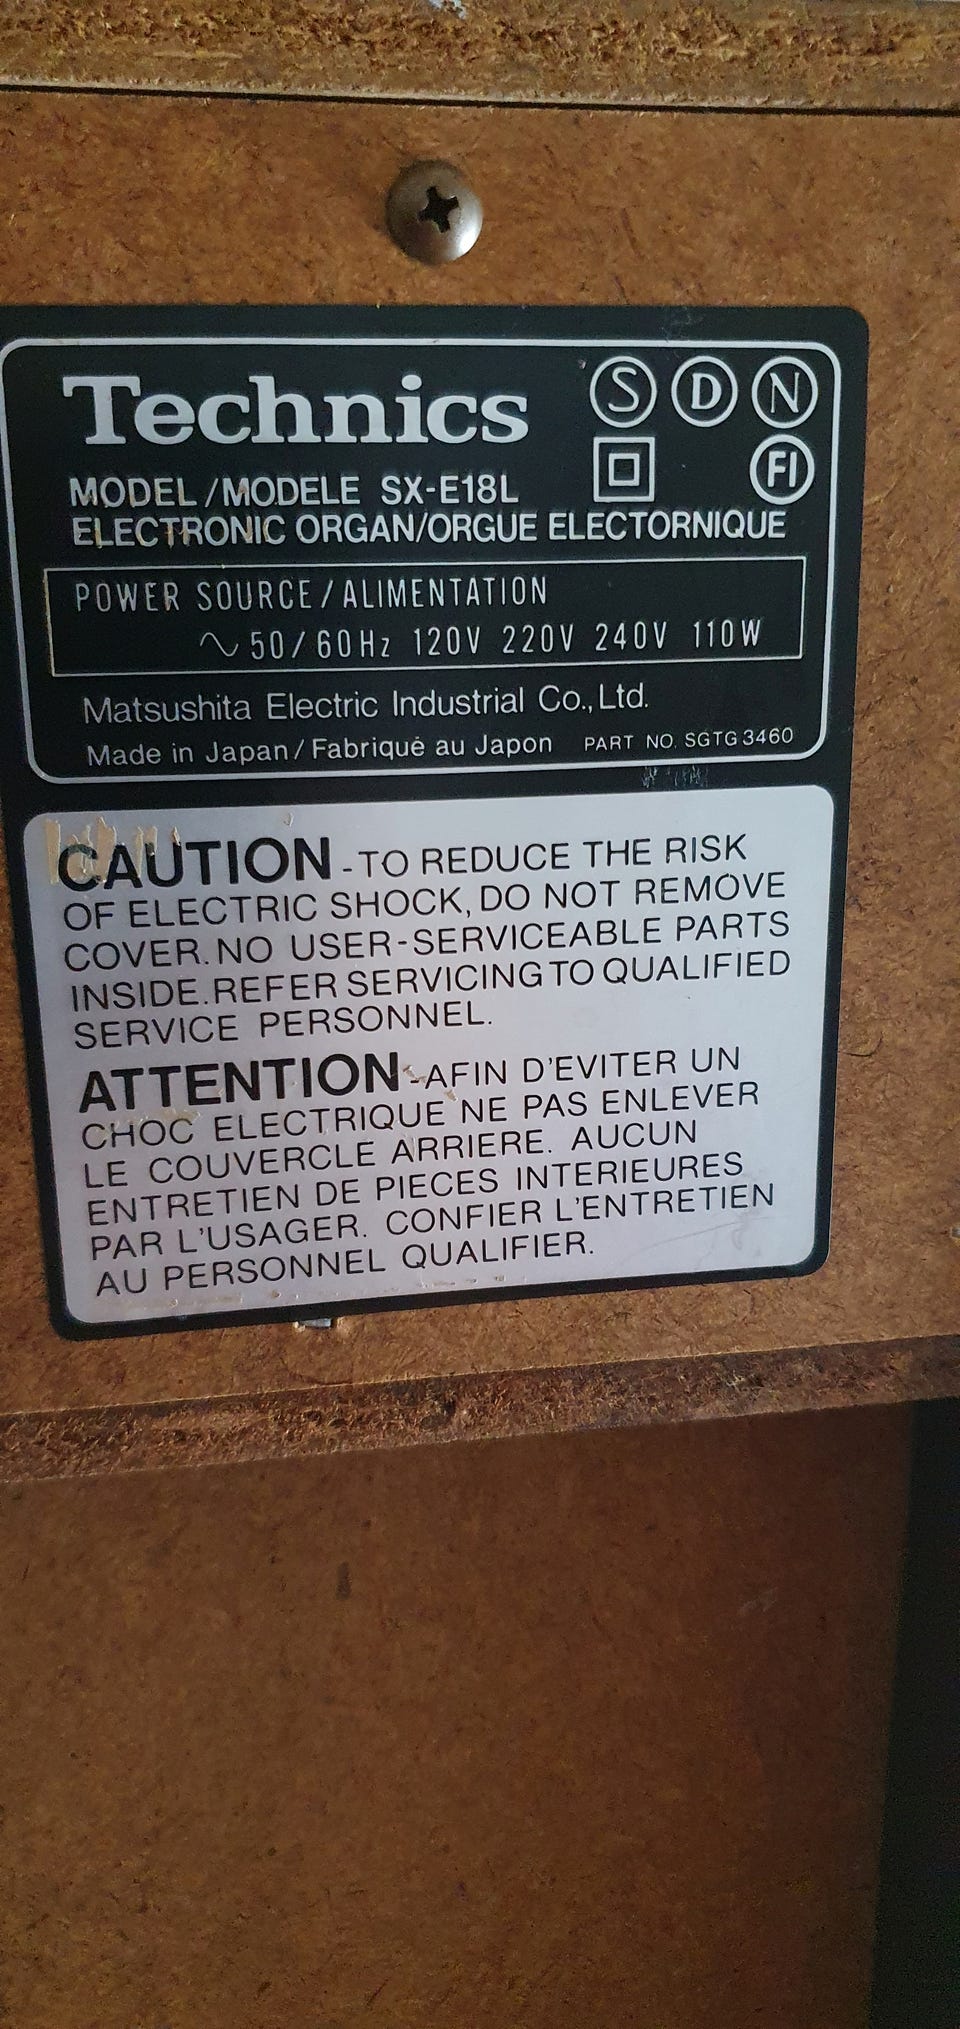 Technics
S D N
FI
MODEL/MODELE SX-E18L
ELECTRONIC ORGAN/ORGUE ELECTORNIQUE
POWER SOURCE/ALIMENTATION
∿50/60Hz 120V 220V 240V 110W
Matsushita Electric Industrial Co., Ltd.
Made in Japan/Fabriqué au Japon PART NO. SGTG3460
CAUTION-TO REDUCE THE RISK
OF ELECTRIC SHOCK, DO NOT REMOVE
COVER. NO USER-SERVICEABLE PARTS
INSIDE. REFER SERVICING TO QUALIFIED
SERVICE PERSONNEL.
ATTENTION-AFIN D'EVITER UN
CHOC ELECTRIQUE NE PAS ENLEVER
LE COUVERCLE ARRIERE. AUCUN
ENTRETIEN DE PIECES INTERIEURES
PAR L'USAGER. CONFIER L'ENTRETIEN
AU PERSONNEL QUALIFIER.